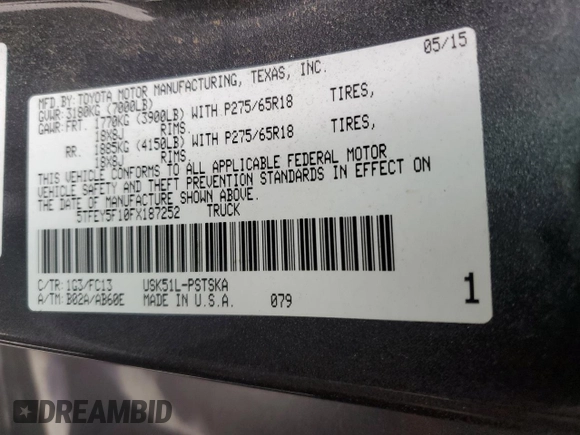 MFD.BY:TOYOTA MOTOR MANUFACTURING, TEXAS, INC. 05/15
GVWR:3180KG (7000LB)
GAWR:FRT. 1770KG (3900LB) WITH P275/65R18 TIRES,
18X8J RIMS.
RR. 1885KG (4150LB) WITH P275/65R18 TIRES,
18X8J RIMS.
THIS VEHICLE CONFORMS TO ALL APPLICABLE FEDERAL MOTOR
VEHICLE SAFETY AND THEFT PREVENTION STANDARDS IN EFFECT ON
THE DATE OF MANUFACTURE SHOWN ABOVE.
5TFEY5F10FX187252 TRUCK
C/TR:1G3/FC13 USK51L-PSTSKA
A/TM:B02A/AB60E MADE IN U.S.A. 079 1
DREAMBID